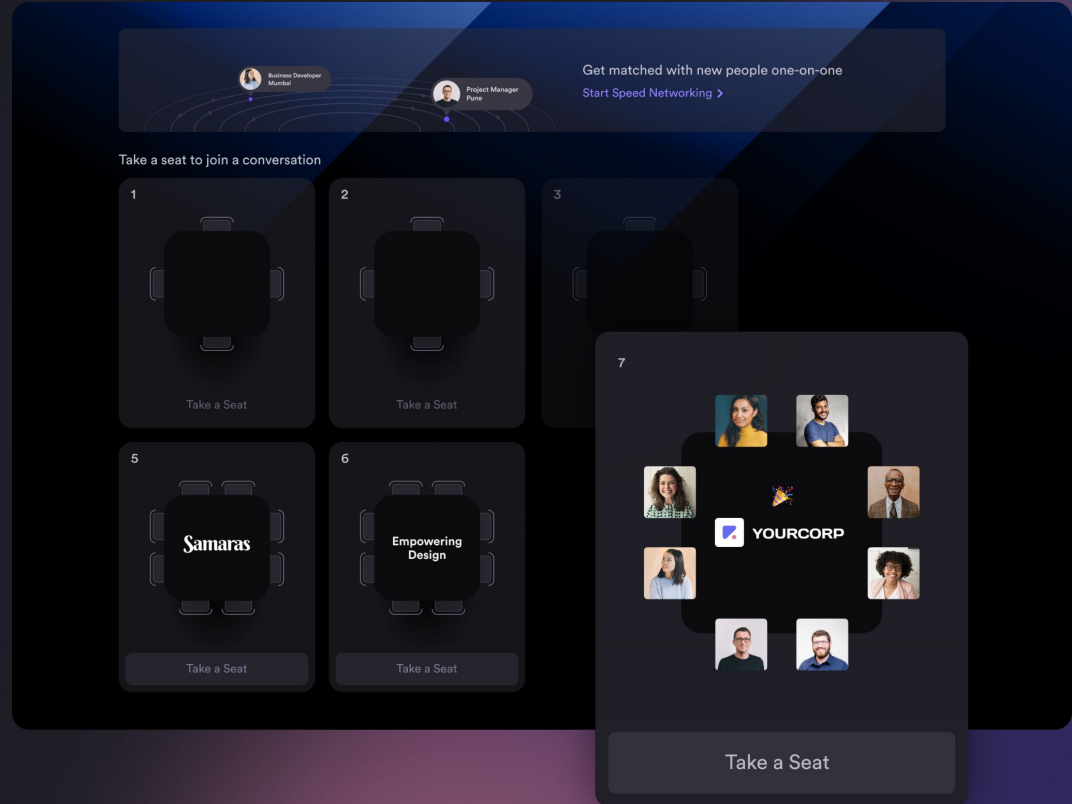 Business Developer
Mumbai
Project Manager
Pune
Get matched with new people one-on-one
Start Speed Networking >
Take a seat to join a conversation
1
2
3
Take a Seat
Take a Seat
7
YOURCORP
5
6
Samaras
Empowering
Design
Take a Seat
Take a Seat
Take a Seat